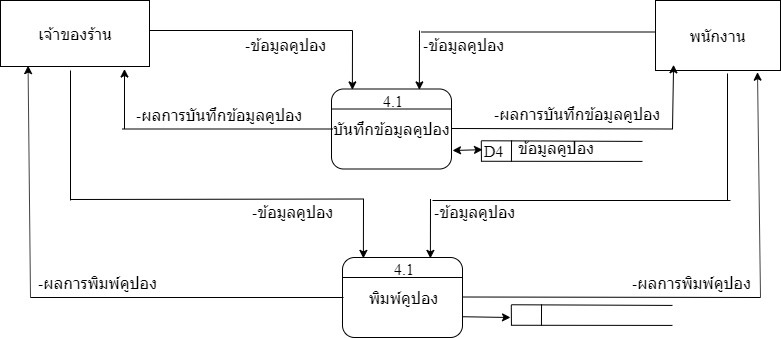 เจ้าของร้าน
พนักงาน
-ข้อมูลคูปอง
-ข้อมูลคูปอง
4.1
บันทึกข้อมูลคูปอง
-ผลการบันทึกข้อมูลคูปอง
-ผลการบันทึกข้อมูลคูปอง
D4 ข้อมูลคูปอง
-ข้อมูลคูปอง
-ข้อมูลคูปอง
4.1
พิมพ์คูปอง
-ผลการพิมพ์คูปอง
-ผลการพิมพ์คูปอง